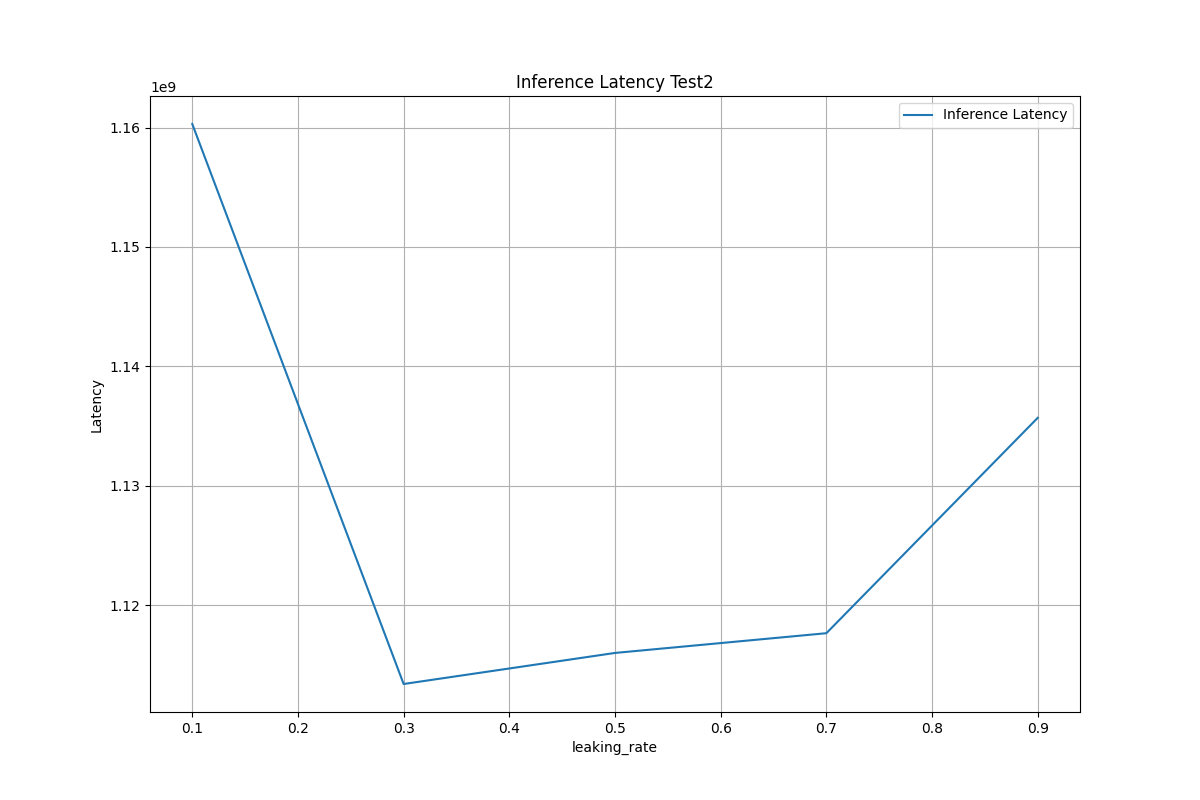 Inference Latency Test2
1e9
Inference Latency
1.16
1.15
1.14
1.13
1.12
Latency
0.1 0.2 0.3 0.4 0.5 0.6 0.7 0.8 0.9
leaking_rate